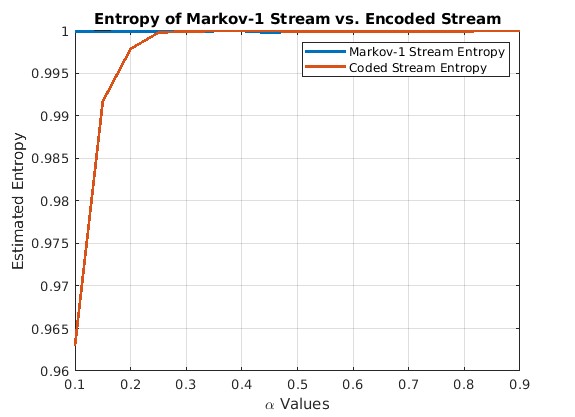 Entropy of Markov-1 Stream vs. Encoded Stream
Markov-1 Stream Entropy
Coded Stream Entropy
Estimated Entropy
1
0.995
0.99
0.985
0.98
0.975
0.97
0.965
0.96
0.1 0.2 0.3 0.4 0.5 0.6 0.7 0.8 0.9
α Values